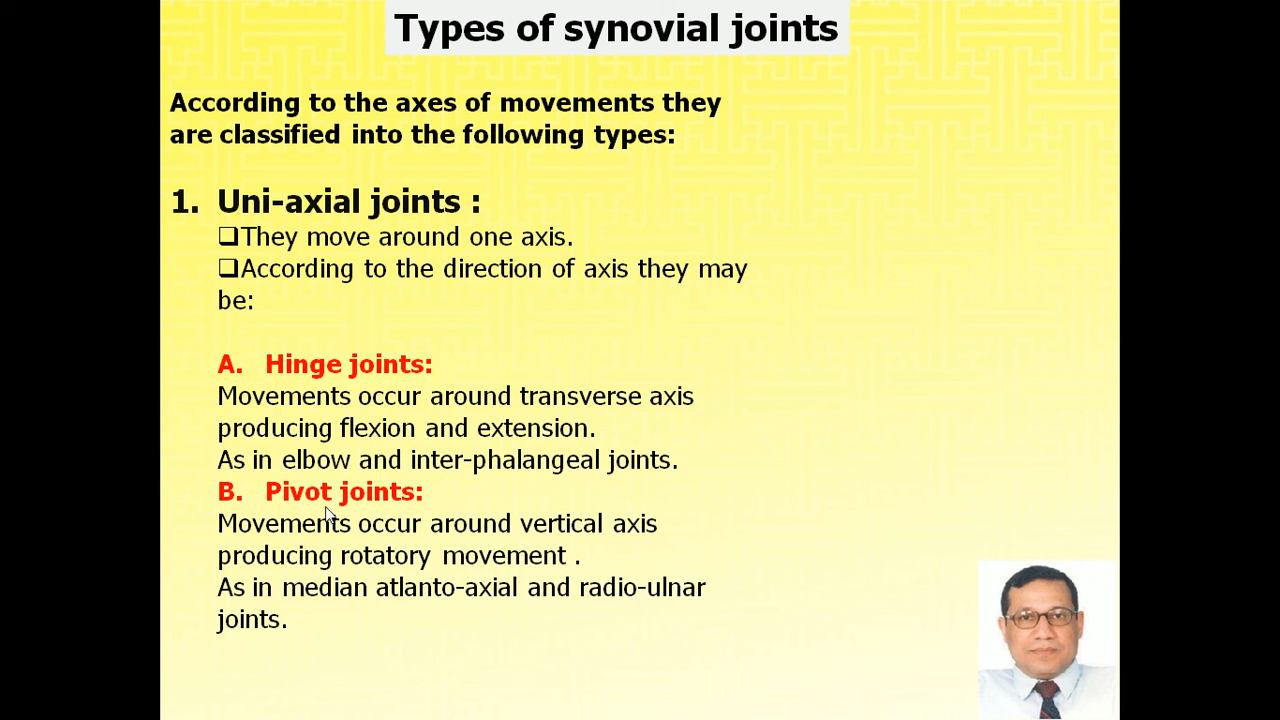 Types of synovial joints
According to the axes of movements they
are classified into the following types:
1. Uni-axial joints :
❑They move around one axis.
❑According to the direction of axis they may
be:
A. Hinge joints:
Movements occur around transverse axis
producing flexion and extension.
As in elbow and inter-phalangeal joints.
B. Pivot joints:
Movements occur around vertical axis
producing rotatory movement .
As in median atlanto-axial and radio-ulnar
joints.